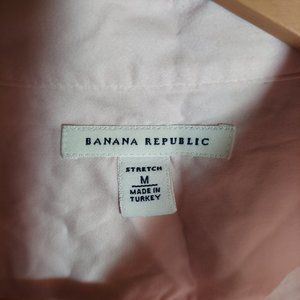 BANANA REPUBLIC
STRETCH
M
MADE IN
TURKEY